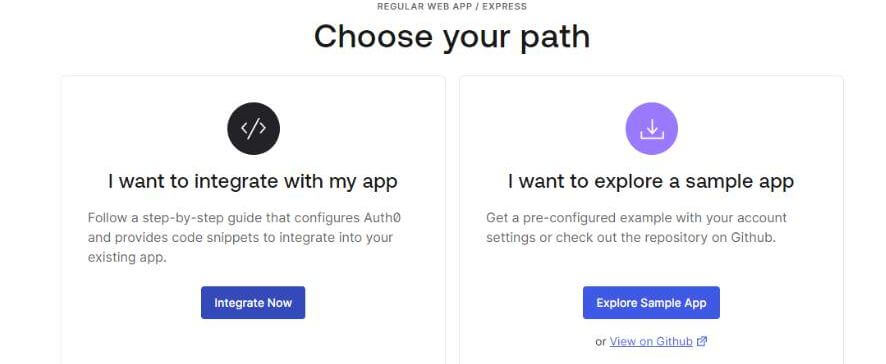 REGULAR WEB APP / EXPRESS
Choose your path
</>
I want to integrate with my app
Follow a step-by-step guide that configures Auth0
and provides code snippets to integrate into your
existing app.
Integrate Now
I want to explore a sample app
Get a pre-configured example with your account
settings or check out the repository on Github.
Explore Sample App
or View on Github